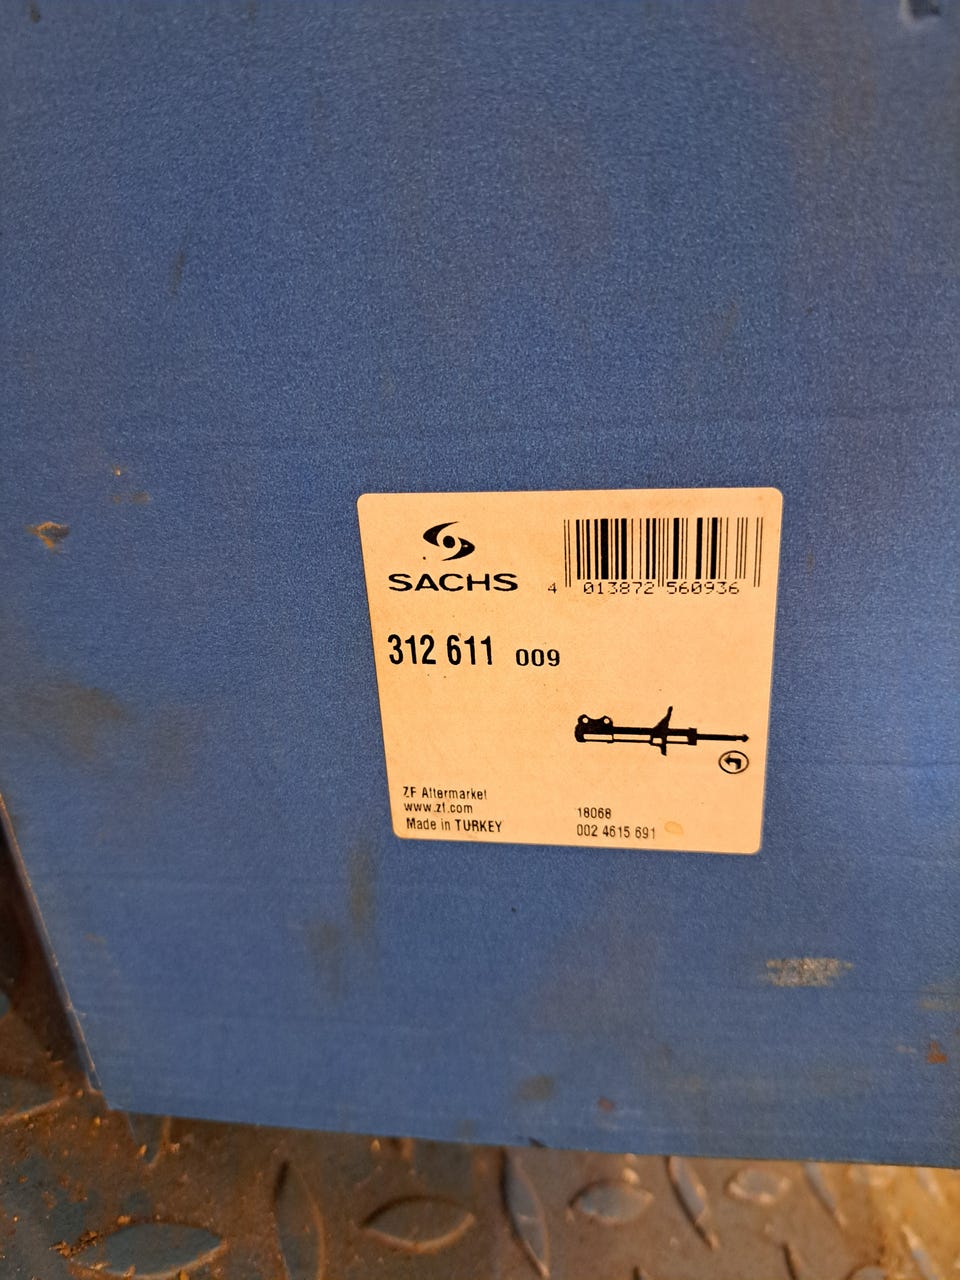 SACHS
4 013872 560936
312 611 009
ZF Aftermarket
www.zf.com
Made in TURKEY
18068
002 4615 691